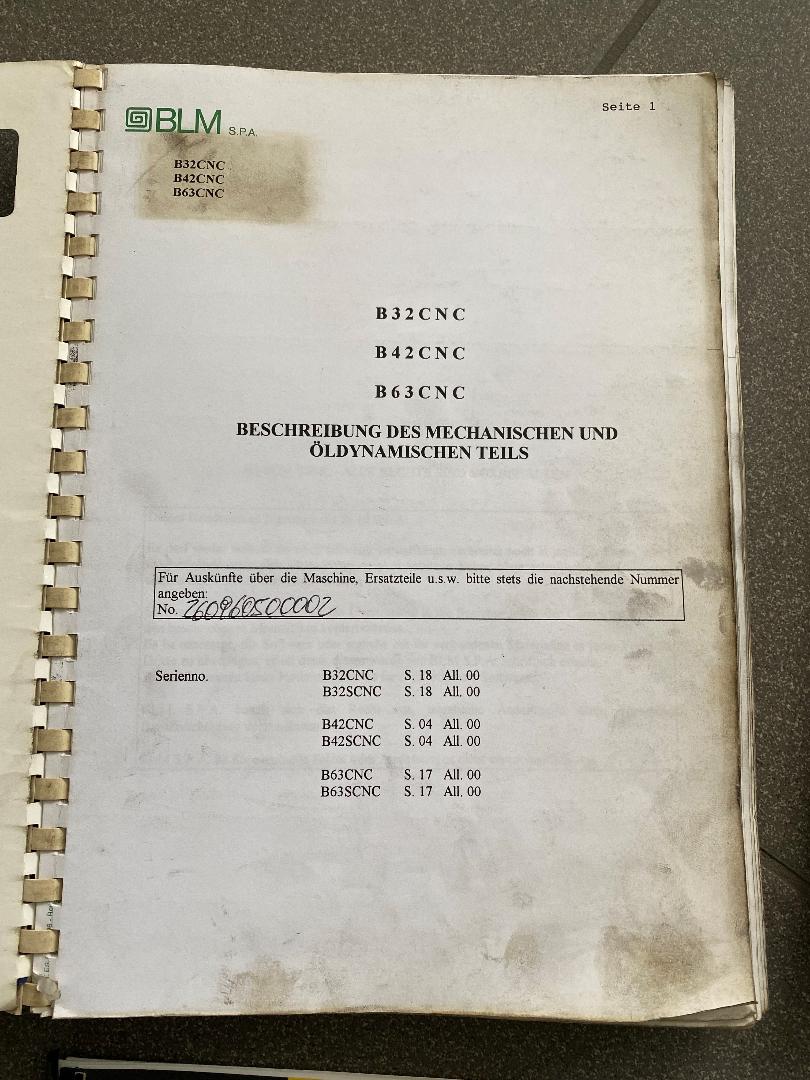 Seite 1
BLM S.P.A.
B32CNC
B42CNC
B63CNC
B32CNC
B42CNC
B63CNC
BESCHREIBUNG DES MECHANISCHEN UND
ÖLDYNAMISCHEN TEILS
Für Auskünfte über die Maschine, Ersatzteile u.s.w. bitte stets die nachstehende Nummer
angeben:
No. 260960500002
Serienno. B32CNC S. 18 All. 00
B32SCNC S. 18 All. 00
B42CNC S. 04 All. 00
B42SCNC S. 04 All. 00
B63CNC S. 17 All. 00
B63SCNC S. 17 All. 00